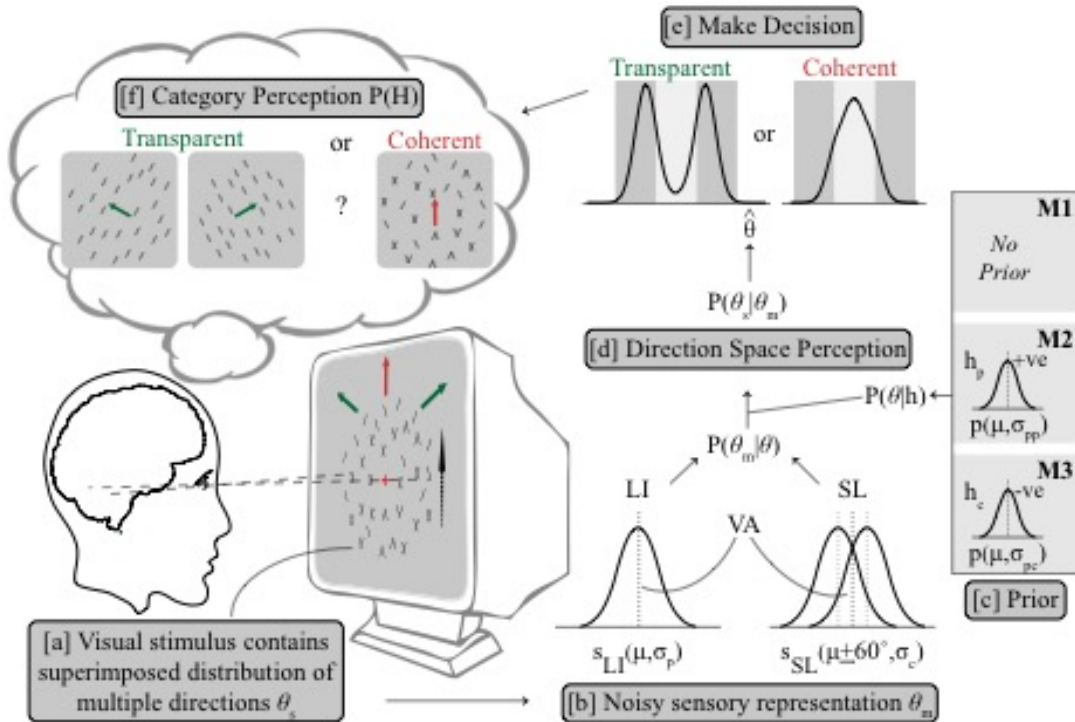 [e] Make Decision
Transparent
Coherent
or
θ̂
[f] Category Perception P(H)
Transparent
or
Coherent
?
P(θs|θm)
[d] Direction Space Perception
P(θ|h)
P(θm|θ)
LI
SL
VA
sLI(μ,σp)
sSL(μ±60°,σc)
M1
No
Prior
M2
hp
+ve
p(μ,σpp)
M3
hc
-ve
p(μ,σpc)
[c] Prior
[a] Visual stimulus contains
superimposed distribution of
multiple directions θs
[b] Noisy sensory representation θm